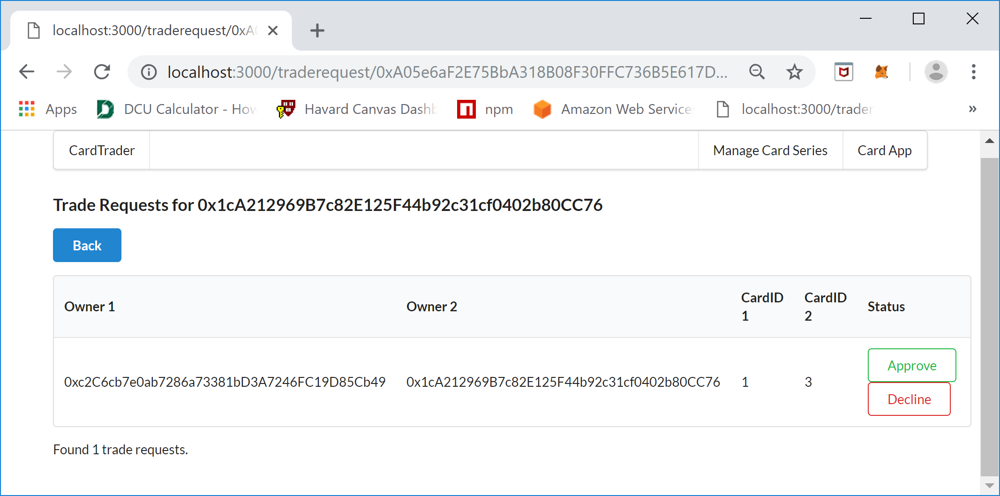 localhost:3000/traderequest/0xA
localhost:3000/traderequest/0xA05e6aF2E75BbA318B08F30FFC736B5E617D...
Apps DCU Calculator - How Havard Canvas Dashb npm Amazon Web Services localhost:3000/trader »
CardTrader Manage Card Series Card App
Trade Requests for 0x1cA212969B7c82E125F44b92c31cf0402b80CC76
Back
Owner 1 Owner 2 CardID 1 CardID 2 Status
0xc2C6cb7e0ab7286a73381bD3A7246FC19D85Cb49 0x1cA212969B7c82E125F44b92c31cf0402b80CC76 1 3 Approve
Decline
Found 1 trade requests.